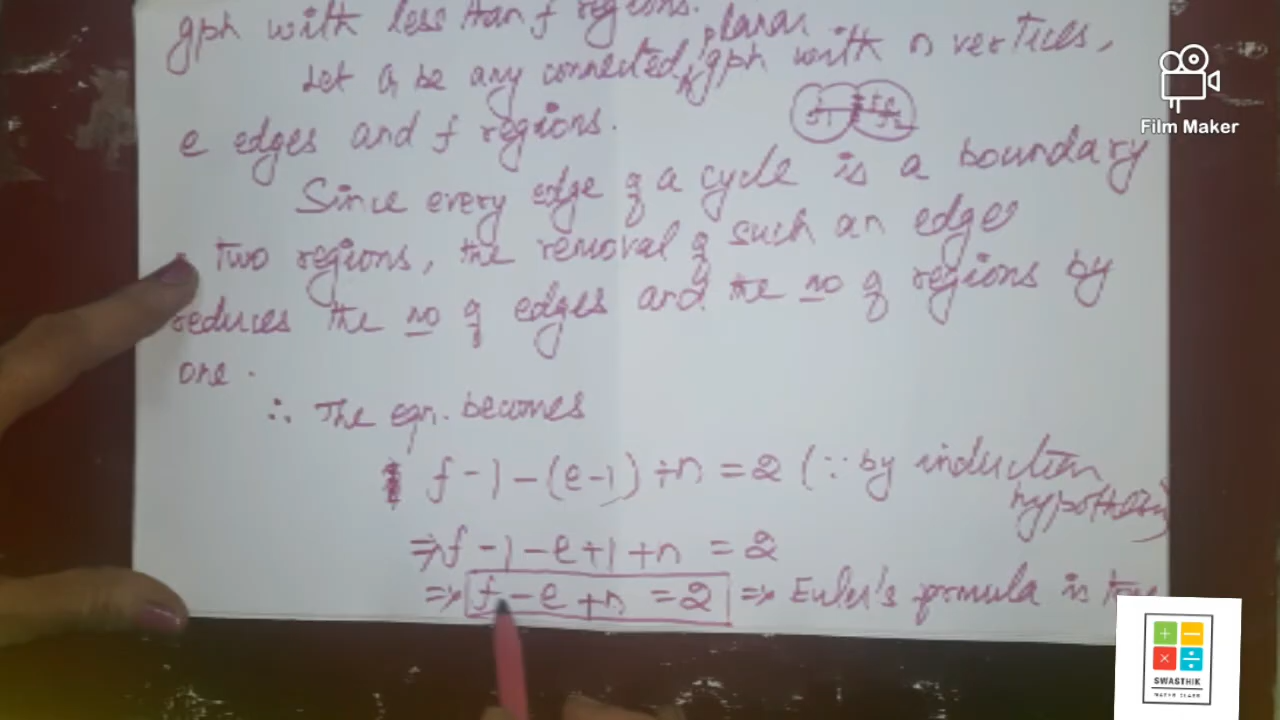 gph with less than f regions.
Let G be any connected planar gph with n vertices,
e edges and f regions.
Since every edge of a cycle is a boundary
two regions, the removal of such an edge
reduces the no of edges and the no of regions by
one.
∴ The eqn. becomes
f - 1 - (e-1) + n = 2 (∵ by induction
hypothesis)
⇒ f - 1 - e + 1 + n = 2
⇒ f - e + n = 2 ⇒ Euler's formula is true
Film Maker
SWASTHIK